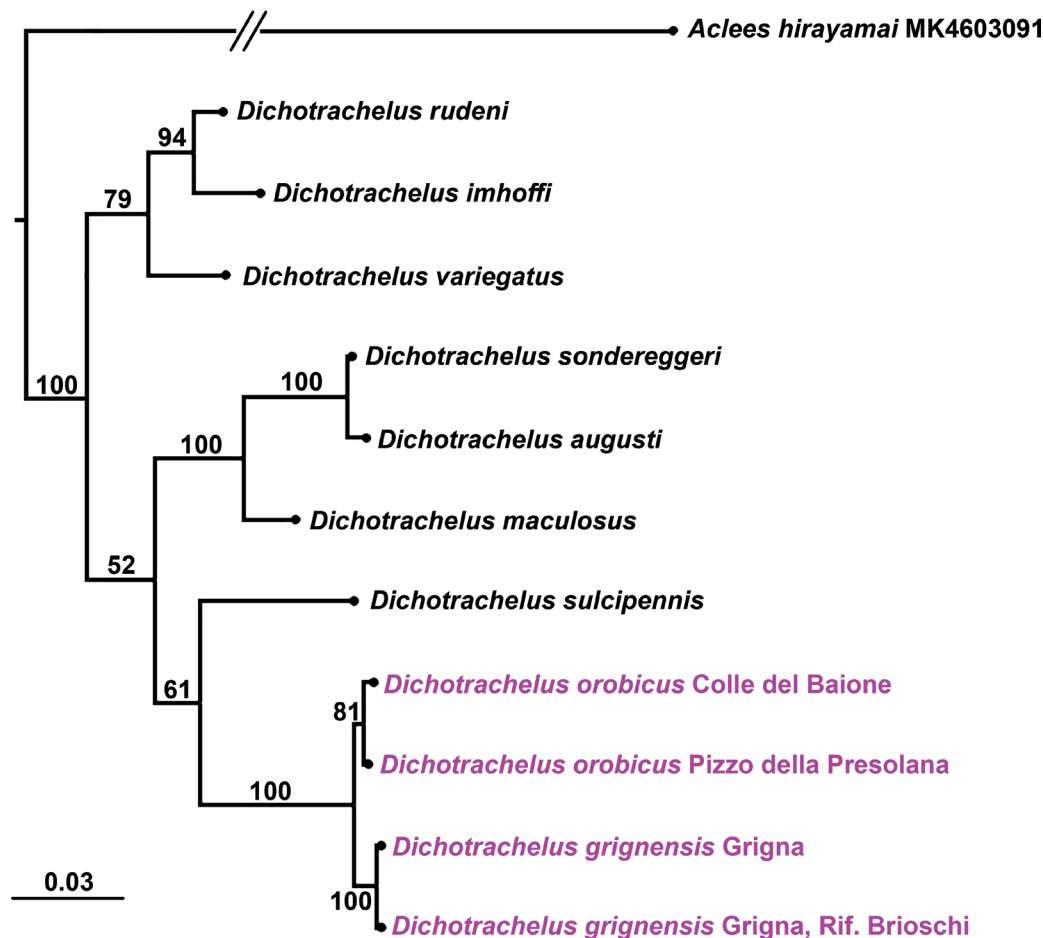 Aclees hirayamai MK4603091
Dichotrachelus rudeni
94
Dichotrachelus imhoffi
79
Dichotrachelus variegatus
Dichotrachelus sondereggeri
100
100
Dichotrachelus augusti
100
Dichotrachelus maculosus
52
Dichotrachelus sulcipennis
61
Dichotrachelus orobicus Colle del Baione
81
Dichotrachelus orobicus Pizzo della Presolana
100
Dichotrachelus grignensis Grigna
0.03
100
Dichotrachelus grignensis Grigna, Rif. Brioschi